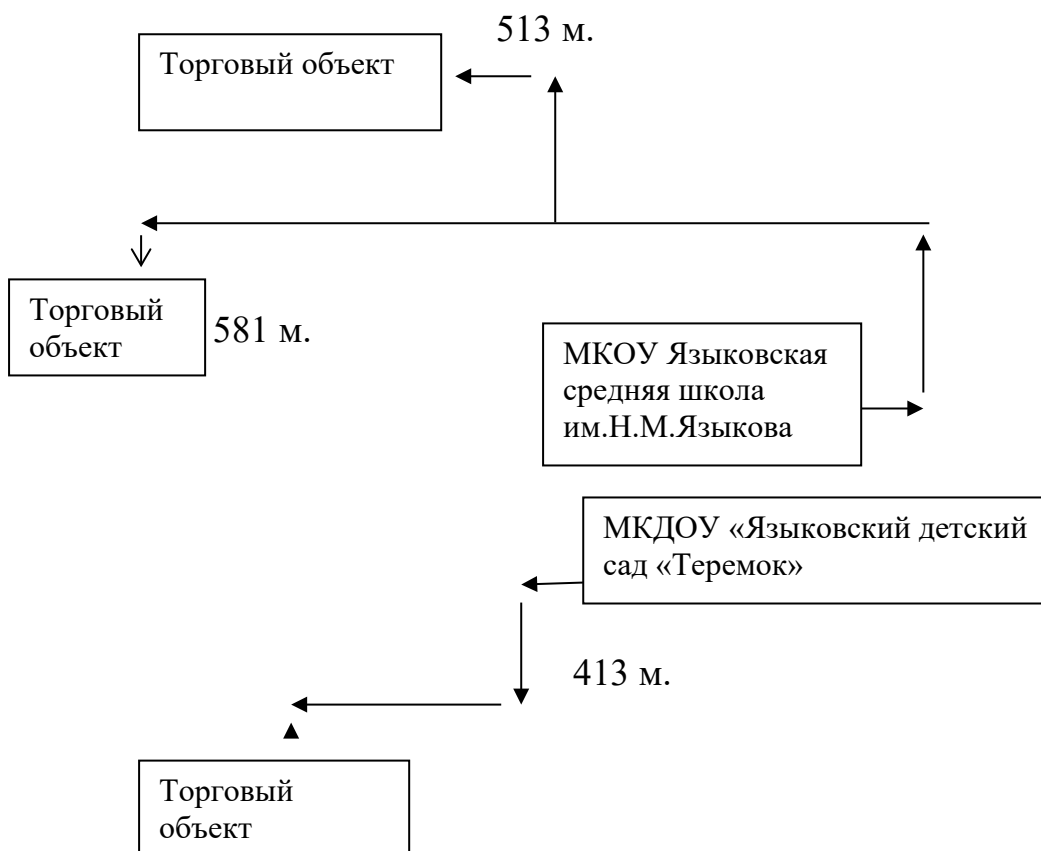 513 м.
Торговый объект
Торговый
объект
581 м.
МКОУ Языковская
средняя школа
им.Н.М.Языкова
МКДОУ «Языковский детский
сад «Теремок»
413 м.
Торговый
объект